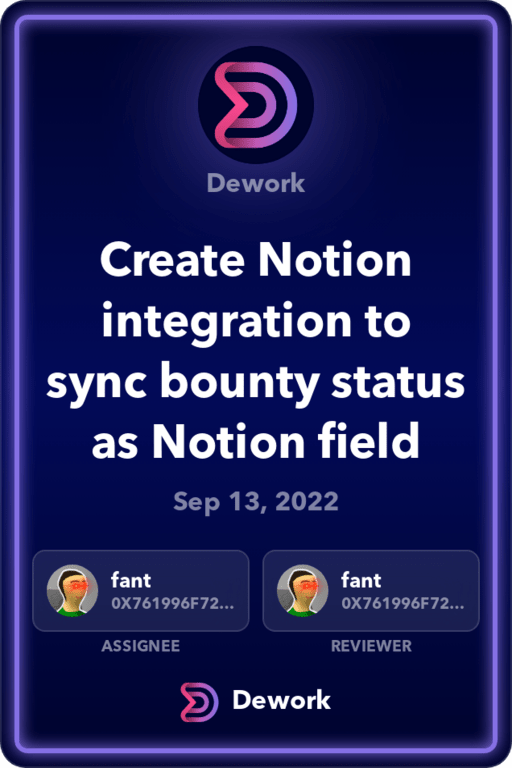 Dework
Create Notion
integration to
sync bounty status
as Notion field
Sep 13, 2022
fant
0X761996F72...
ASSIGNEE
fant
0X761996F72...
REVIEWER
Dework